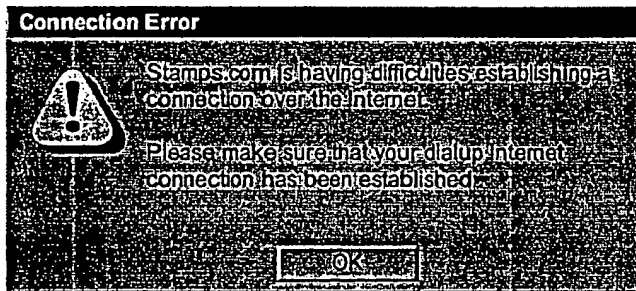 Connection Error
Stamps.com is having difficulties establishing a
connection over the Internet.
Please make sure that your dialup Internet
connection has been established
OK